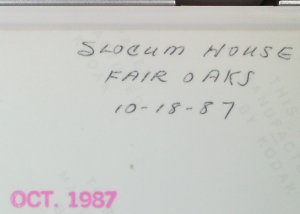 SLOCUM HOUSE
FAIR OAKS
10-18-87
OCT. 1987